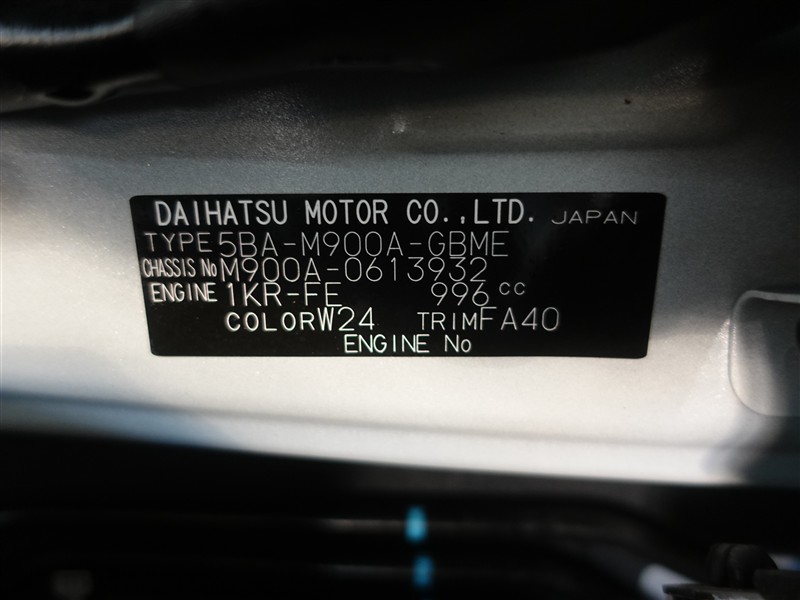 DAIHATSU MOTOR CO.,LTD. JAPAN
TYPE 5BA-M900A-GBME
CHASSIS No M900A-0613932
ENGINE 1KR-FE 996 cc
COLOR W24 TRIM FA40
ENGINE No